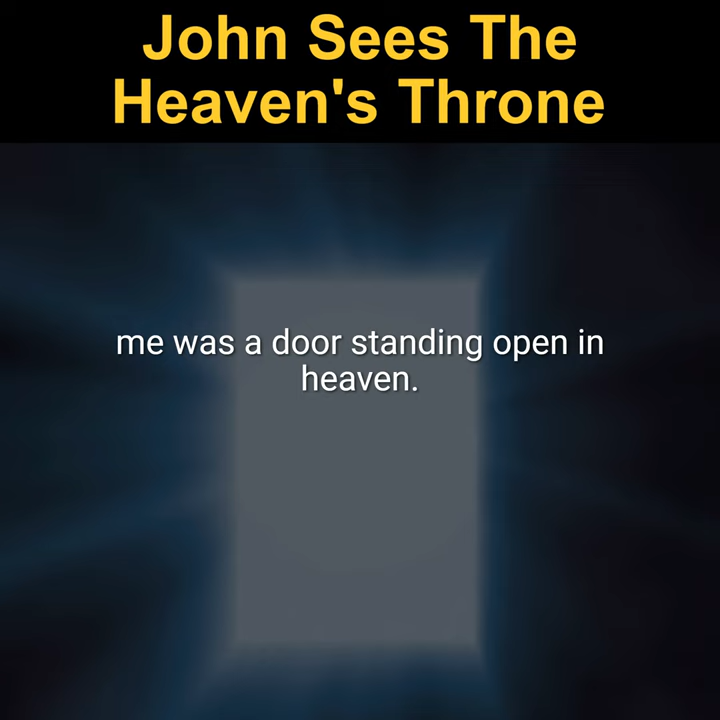 John Sees The
Heaven's Throne
me was a door standing open in
heaven.